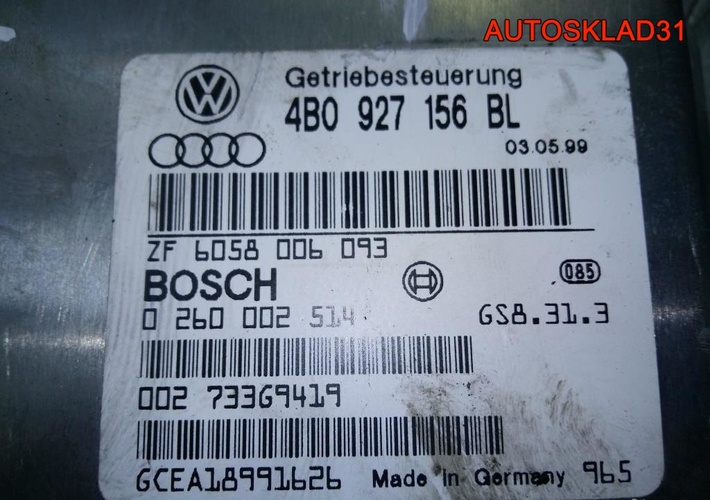 AUTOSKLAD31
Getriebesteuerung
4B0 927 156 BL
03.05.99
ZF 6058 006 093
BOSCH
085
0 260 002 514
GS8.31.3
002 733G9419
GCEA18991626 Made in Germany 965